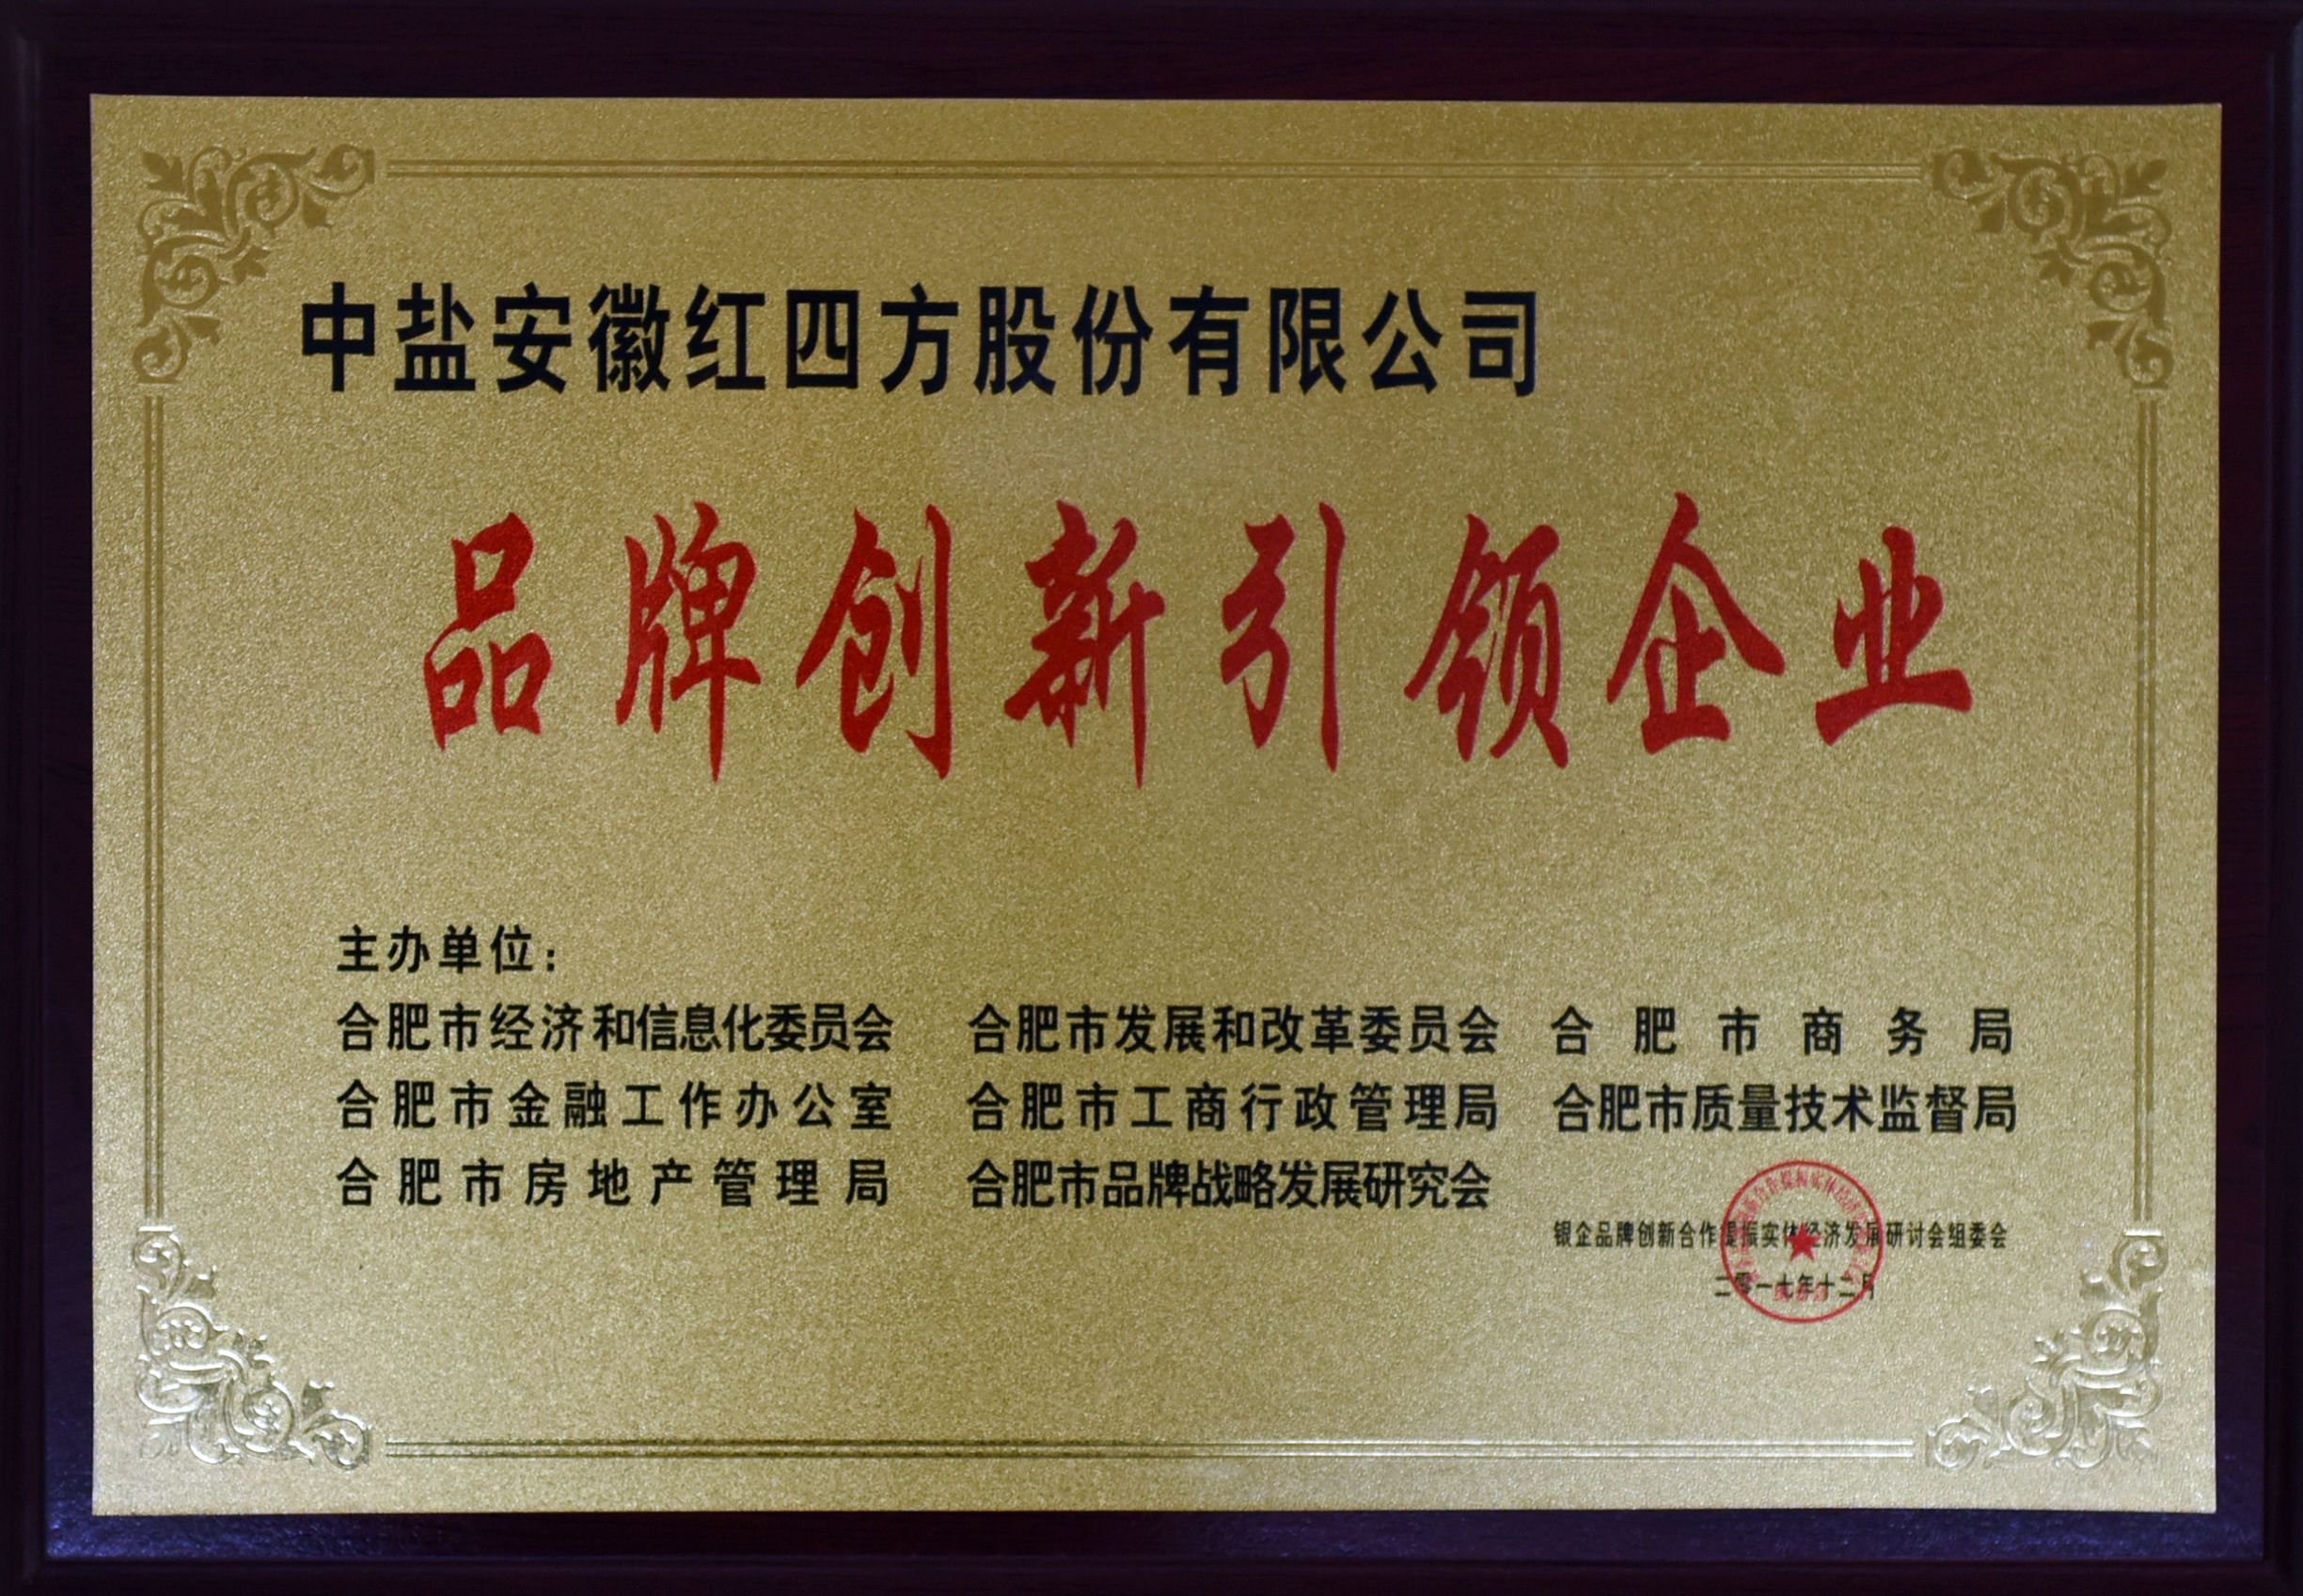 中盐安徽红四方股份有限公司
品牌创新引领企业
主办单位：
合肥市经济和信息化委员会 合肥市发展和改革委员会 合肥市商务局
合肥市金融工作办公室 合肥市工商行政管理局 合肥市质量技术监督局
合肥市房地产管理局 合肥市品牌战略发展研究会
银企品牌创新合作提振实体经济发展研讨会组委会
二零一七年十二月